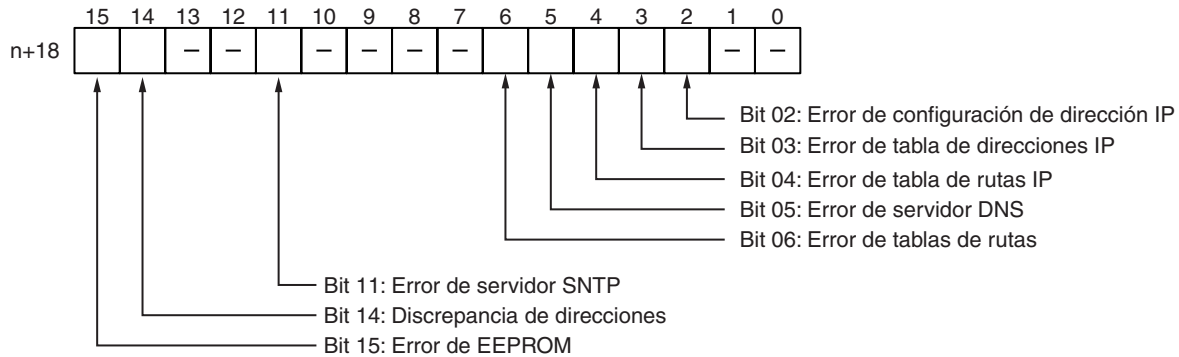 15 14 13 12 11 10 9 8 7 6 5 4 3 2 1 0
n+18 – – – – – – – –
Bit 02: Error de configuración de dirección IP
Bit 03: Error de tabla de direcciones IP
Bit 04: Error de tabla de rutas IP
Bit 05: Error de servidor DNS
Bit 06: Error de tablas de rutas
Bit 11: Error de servidor SNTP
Bit 14: Discrepancia de direcciones
Bit 15: Error de EEPROM